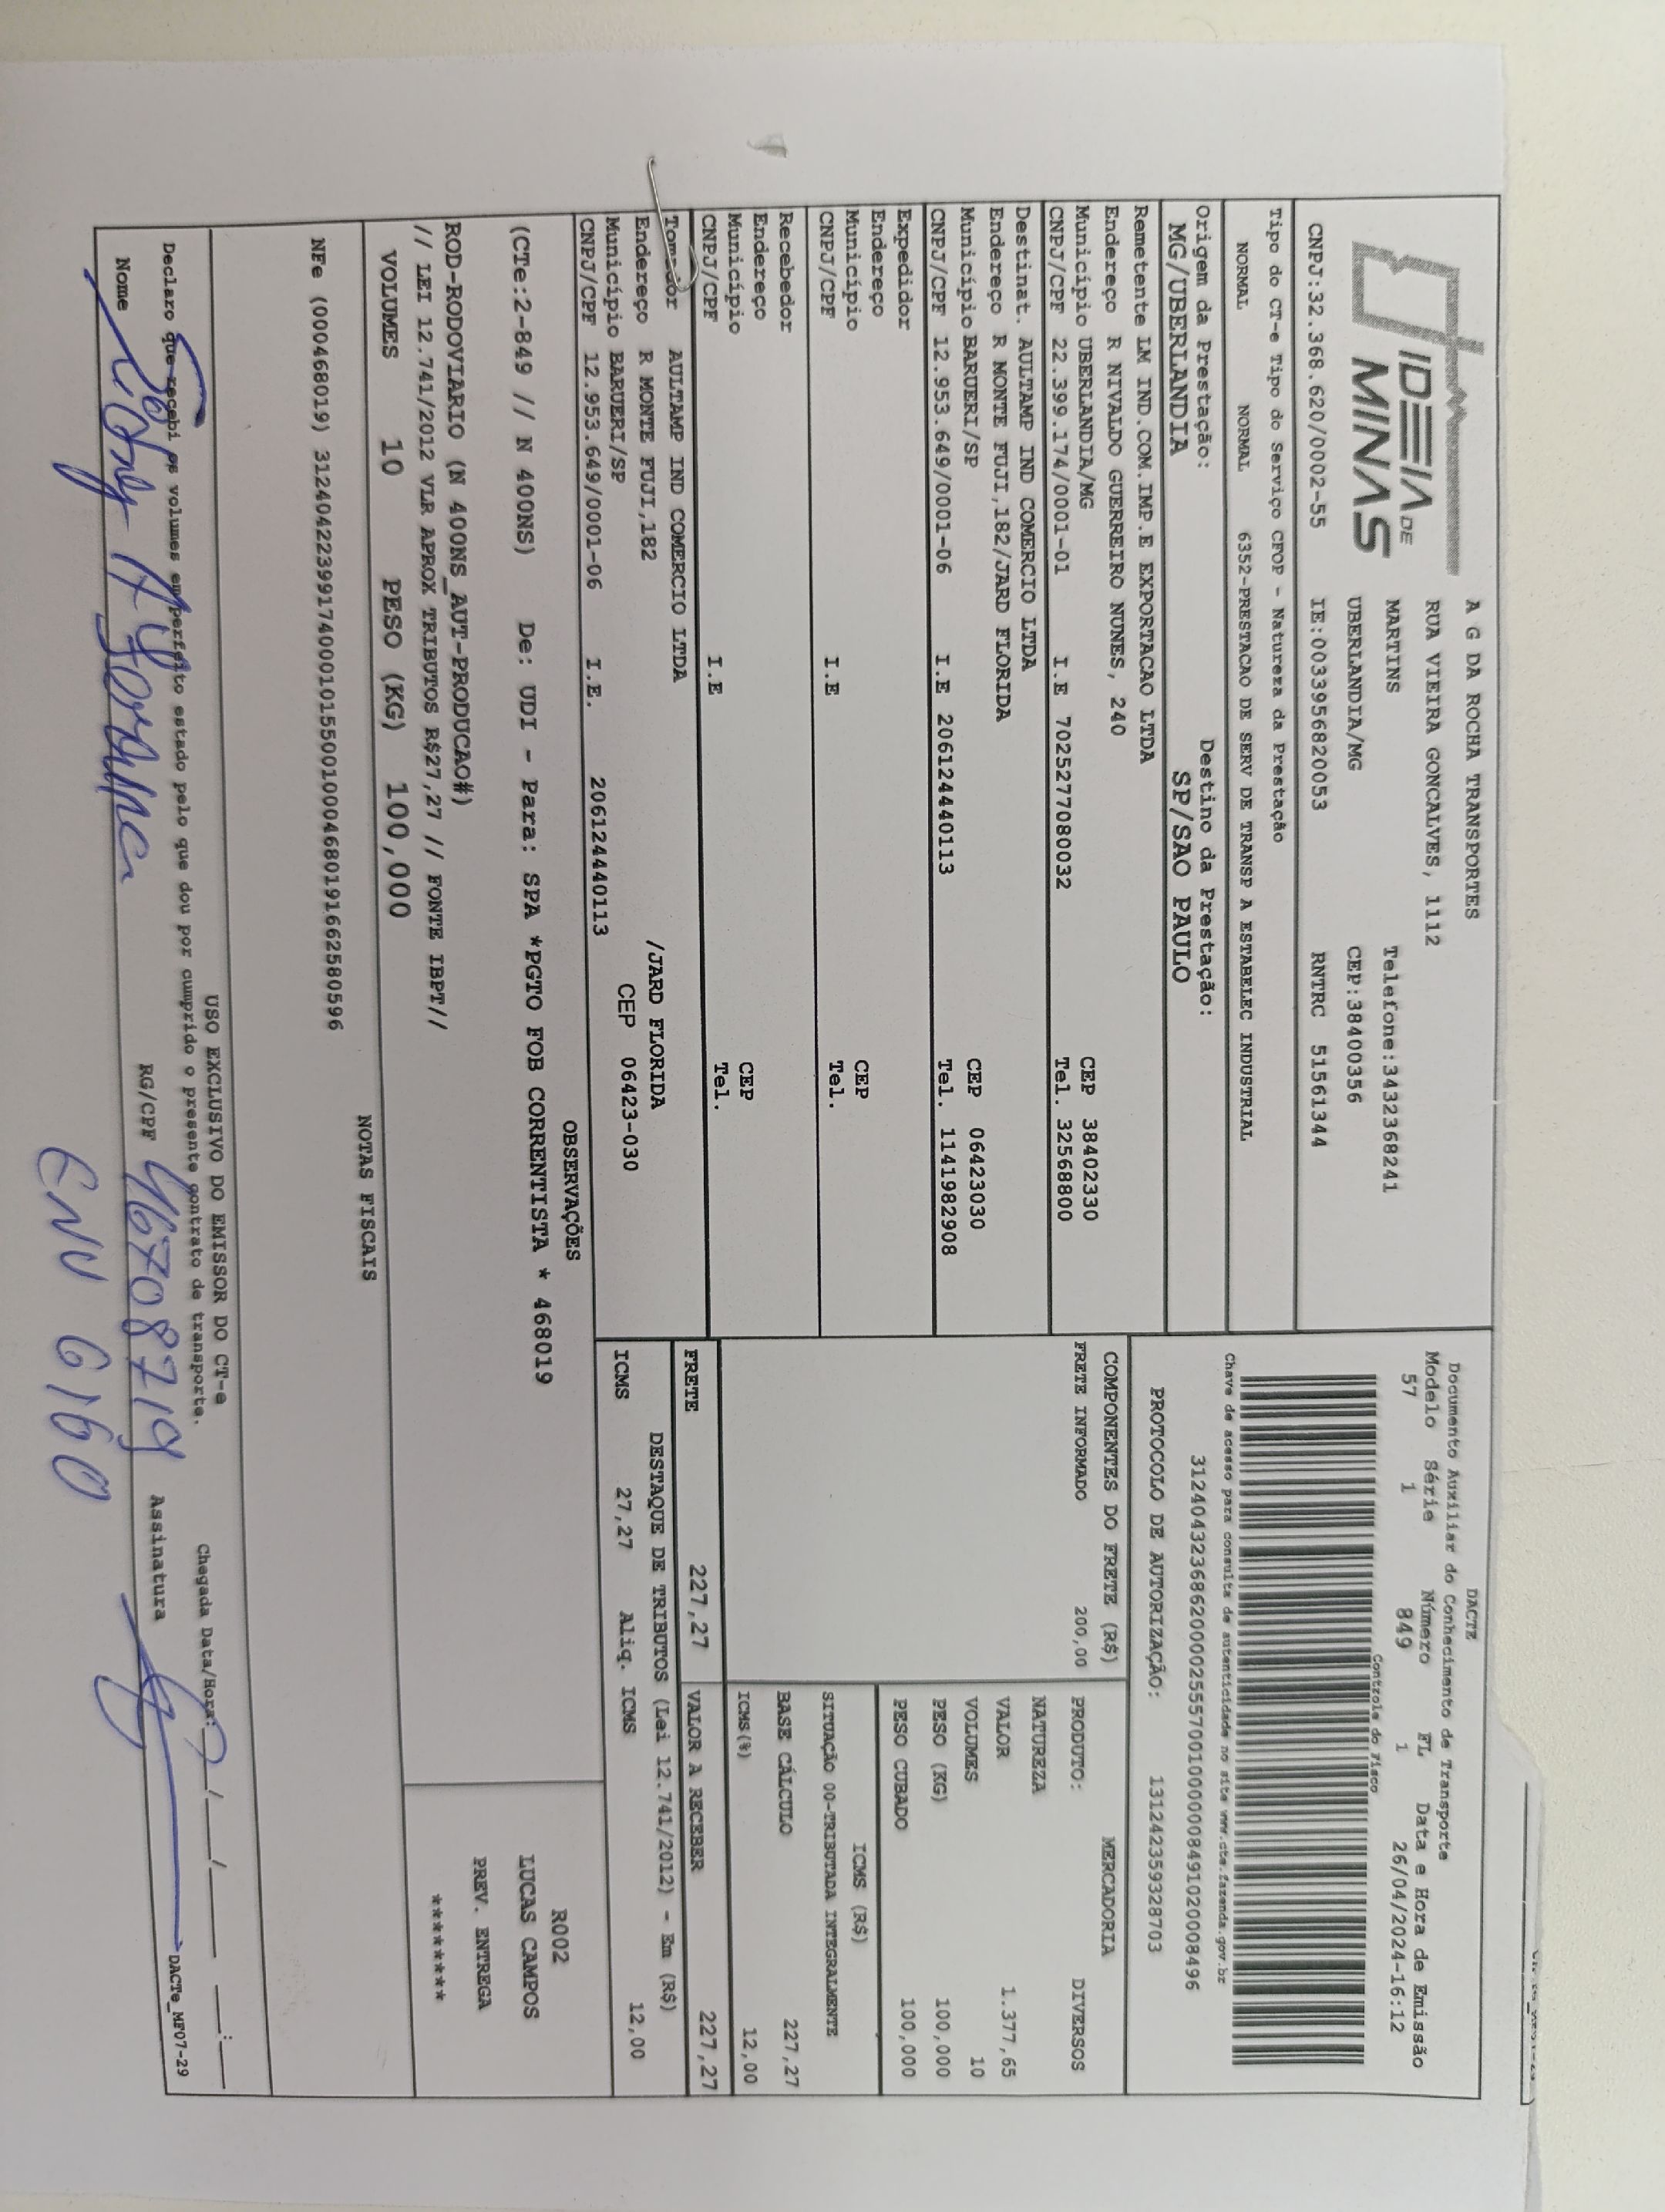 IDEIA DE
MINAS
A G DA ROCHA TRANSPORTES
RUA VIEIRA GONCALVES, 1112
MARTINS Telefone:3432368241
UBERLANDIA/MG CEP:38400356
CNPJ:32.368.620/0002-55 IE:0033956820053 RNTRC 51561344
Tipo do CT-e Tipo do Serviço CFOP - Natureza da Prestação
NORMAL NORMAL 6352-PRESTACAO DE SERV DE TRANSP A ESTABELEC INDUSTRIAL
Origem da Prestação: Destino da Prestação:
MG/UBERLANDIA SP/SAO PAULO
DACTE
Documento Auxiliar do Conhecimento de Transporte
Modelo Série Número FL Data e Hora de Emissão
57 1 849 1 26/04/2024-16:12
Controle do Fisco
Chave de acesso para consulta de autenticidade no site www.cte.fazenda.gov.br
31240432368620000255570010000008491020008496
PROTOCOLO DE AUTORIZAÇÃO: 131242359328703
Remetente LM IND.COM.IMP.E EXPORTACAO LTDA
Endereço R NIVALDO GUERREIRO NUNES, 240
Município UBERLANDIA/MG CEP 38402330
CNPJ/CPF 22.399.174/0001-01 I.E 7025277080032 Tel. 32568800
Destinat. AULTAMP IND COMERCIO LTDA
Endereço R MONTE FUJI,182/JARD FLORIDA
Município BARUERI/SP CEP 06423030
CNPJ/CPF 12.953.649/0001-06 I.E 206124440113 Tel. 1141982908
Expedidor
Endereço
Município CEP
CNPJ/CPF I.E Tel.
Recebedor
Endereço
Município CEP
CNPJ/CPF I.E Tel.
Tomador AULTAMP IND COMERCIO LTDA
Endereço R MONTE FUJI,182 /JARD FLORIDA
Município BARUERI/SP CEP 06423-030
CNPJ/CPF 12.953.649/0001-06 I.E. 206124440113
COMPONENTES DO FRETE (R$)
FRETE INFORMADO 200,00
MERCADORIA
PRODUTO: DIVERSOS
NATUREZA
VALOR 1.377,65
VOLUMES 10
PESO (KG) 100,000
PESO CUBADO 100,000
ICMS (R$)
SITUAÇÃO 00-TRIBUTADA INTEGRALMENTE
BASE CÁLCULO 227,27
ICMS(%) 12,00
FRETE 227,27 VALOR A RECEBER 227,27
DESTAQUE DE TRIBUTOS (Lei 12.741/2012) - Em (R$)
ICMS 27,27 Aliq. ICMS 12,00
OBSERVAÇÕES
(CTe:2-849 // N 400NS) De: UDI - Para: SPA *PGTO FOB CORRENTISTA * 468019
ROD-RODOVIARIO (N 400NS_AUT-PRODUCAO#)
// LEI 12.741/2012 VLR APROX TRIBUTOS R$27,27 // FONTE IBPT//
R002
LUCAS CAMPOS
PREV. ENTREGA
********
VOLUMES 10 PESO (KG) 100,000
NOTAS FISCAIS
NFe (000468019) 31240422399174000101550010004680191662580596
USO EXCLUSIVO DO EMISSOR DO CT-e
Declaro que recebi os volumes em perfeito estado pelo que dou por cumprido o presente contrato de transporte.
Chegada Data/Hora: / / :
Nome RG/CPF 46708719 Assinatura
DACTe_MF07-29
ENN 6160